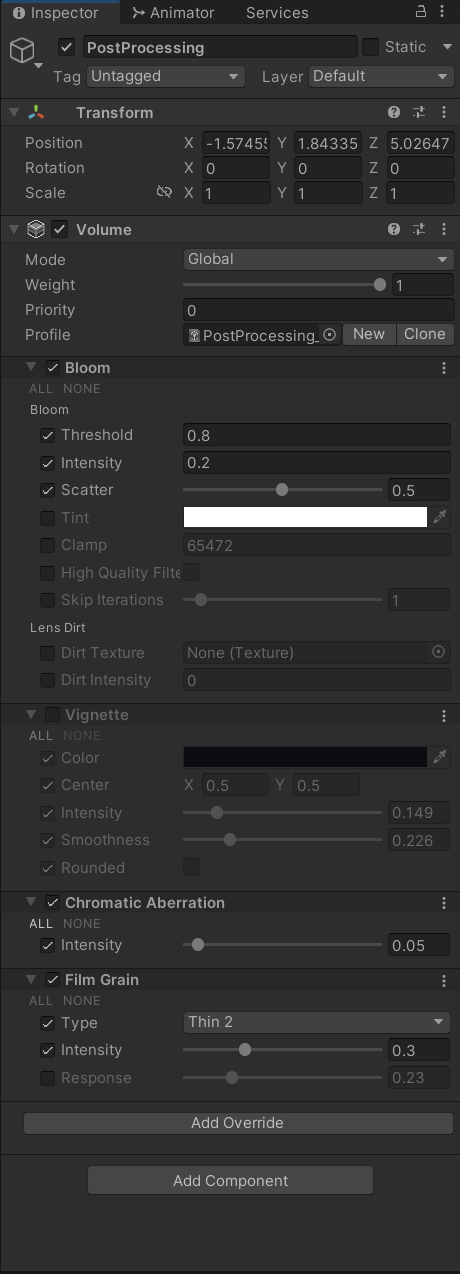 Inspector Animator Services
PostProcessing Static
Tag Untagged Layer Default
Transform
Position X -1.57455 Y 1.84335 Z 5.02647
Rotation X 0 Y 0 Z 0
Scale X 1 Y 1 Z 1
Volume
Mode Global
Weight 1
Priority 0
Profile PostProcessing_ New Clone
Bloom
ALL NONE
Bloom
Threshold 0.8
Intensity 0.2
Scatter 0.5
Tint
Clamp 65472
High Quality Filte
Skip Iterations 1
Lens Dirt
Dirt Texture None (Texture)
Dirt Intensity 0
Vignette
ALL NONE
Color
Center X 0.5 Y 0.5
Intensity 0.149
Smoothness 0.226
Rounded
Chromatic Aberration
ALL NONE
Intensity 0.05
Film Grain
ALL NONE
Type Thin 2
Intensity 0.3
Response 0.23
Add Override
Add Component